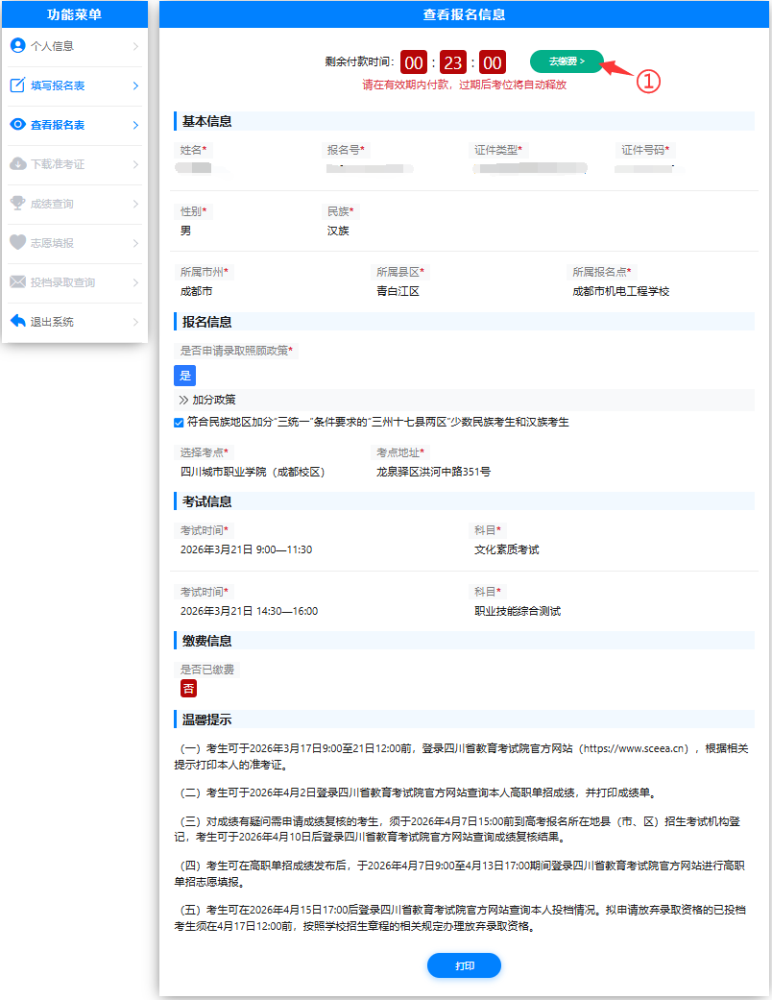 功能菜单
个人信息
填写报名表
查看报名表
下载准考证
成绩查询
志愿填报
投档录取查询
退出系统
查看报名信息
剩余付款时间： 00 : 23 : 00 去缴费 >
①
请在有效期内付款，过期后考位将自动释放
基本信息
姓名* 报名号* 证件类型* 证件号码*
性别* 民族*
男 汉族
所属市州* 所属县区* 所属报名点*
成都市 青白江区 成都市机电工程学校
报名信息
是否申请录取照顾政策*
是
>> 加分政策
符合民族地区加分“三统一”条件要求的“三州十七县两区”少数民族考生和汉族考生
选择考点* 考点地址*
四川城市职业学院（成都校区） 龙泉驿区洪河中路351号
考试信息
考试时间* 科目*
2026年3月21日 9:00—11:30 文化素质考试
考试时间* 科目*
2026年3月21日 14:30—16:00 职业技能综合测试
缴费信息
是否已缴费
否
温馨提示
（一）考生可于2026年3月17日9:00至21日12:00前，登录四川省教育考试院官方网站（https://www.sceea.cn），根据相关
提示打印本人的准考证。
（二）考生可于2026年4月2日登录四川省教育考试院官方网站查询本人高职单招成绩，并打印成绩单。
（三）对成绩有疑问需申请成绩复核的考生，须于2026年4月7日15:00前到高考报名所在地县（市、区）招生考试机构登
记，考生可于2026年4月10日后登录四川省教育考试院官方网站查询成绩复核结果。
（四）考生可在高职单招成绩发布后，于2026年4月7日9:00至4月13日17:00期间登录四川省教育考试院官方网站进行高职
单招志愿填报。
（五）考生可在2026年4月15日17:00后登录四川省教育考试院官方网站查询本人投档情况。拟申请放弃录取资格的已投档
考生须在4月17日12:00前，按照学校招生章程的相关规定办理放弃录取资格。
打印